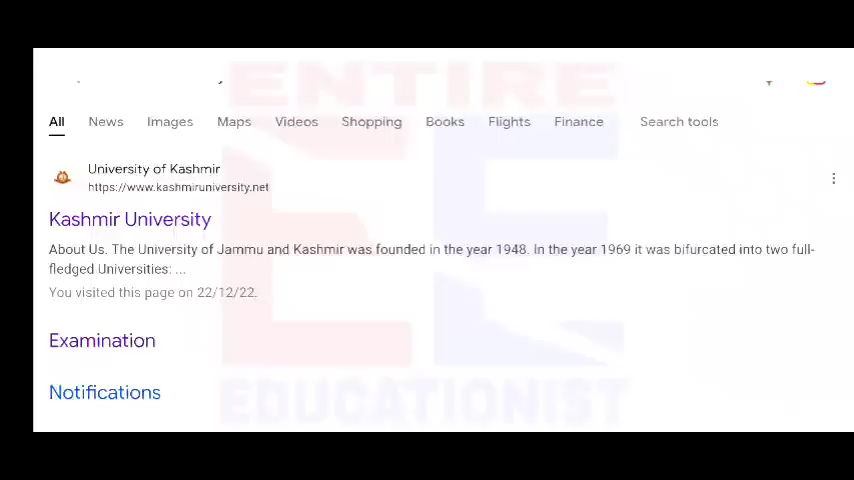 ENTIRE
All News Images Maps Videos Shopping Books Flights Finance Search tools
University of Kashmir
https://www.kashmiruniversity.net
Kashmir University
About Us. The University of Jammu and Kashmir was founded in the year 1948. In the year 1969 it was bifurcated into two full-
fledged Universities: ...
You visited this page on 22/12/22.
Examination
Notifications
EDUCATIONIST